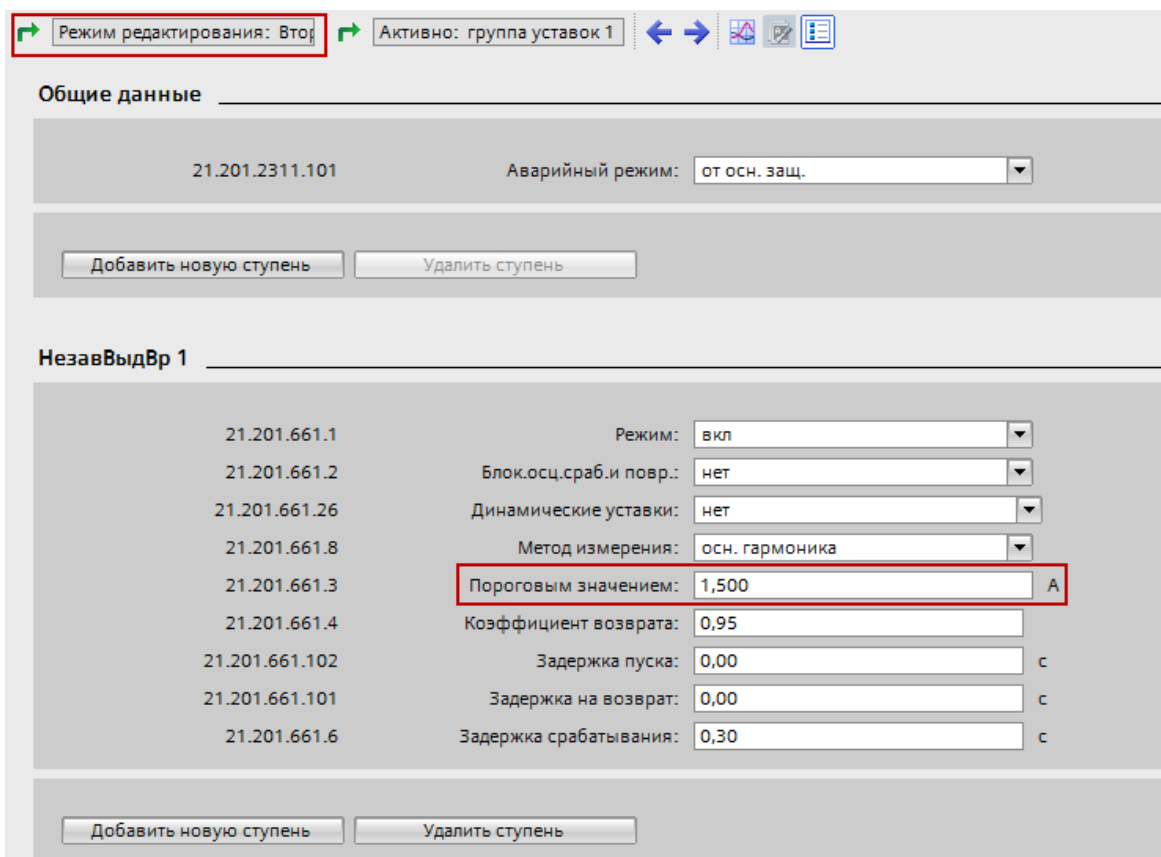 Режим редактирования: Втор Активно: группа уставок 1
Общие данные
21.201.2311.101 Аварийный режим: от осн. защ.
Добавить новую ступень Удалить ступень
НезавВыдВр 1
21.201.661.1 Режим: вкл
21.201.661.2 Блок.осц.сраб.и повр.: нет
21.201.661.26 Динамические уставки: нет
21.201.661.8 Метод измерения: осн. гармоника
21.201.661.3 Пороговым значением: 1,500 А
21.201.661.4 Коэффициент возврата: 0,95
21.201.661.102 Задержка пуска: 0,00 с
21.201.661.101 Задержка на возврат: 0,00 с
21.201.661.6 Задержка срабатывания: 0,30 с
Добавить новую ступень Удалить ступень